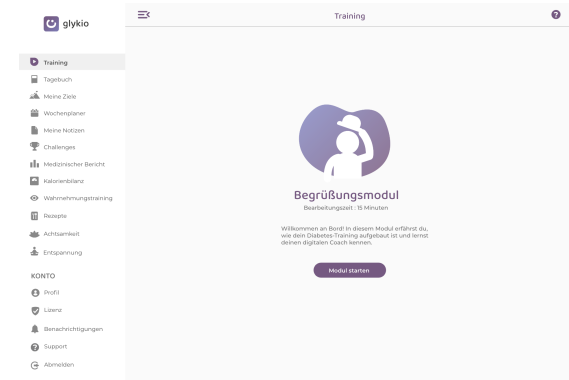 glykio
Training
Training
Tagebuch
Meine Ziele
Wochenplaner
Meine Notizen
Challenges
Medizinischer Bericht
Kalorienbilanz
Wahrnehmungstraining
Rezepte
Achtsamkeit
Entspannung
KONTO
Profil
Lizenz
Benachrichtigungen
Support
Abmelden
Begrüßungsmodul
Bearbeitungszeit : 15 Minuten
Willkommen an Bord! In diesem Modul erfährst du,
wie dein Diabetes-Training aufgebaut ist und lernst
deinen digitalen Coach kennen.
Modul starten